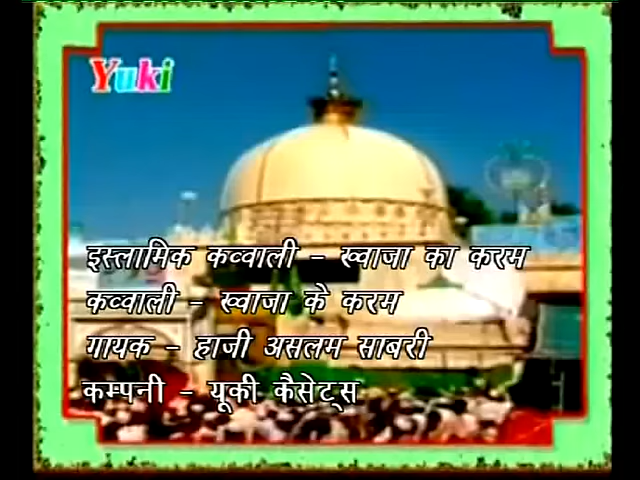 Yuki
इस्लामिक कव्वाली - ख्वाजा का करम
कव्वाली - ख्वाजा के करम
गायक - हाजी असलम साबरी
कम्पनी - यूकी कैसेट्स